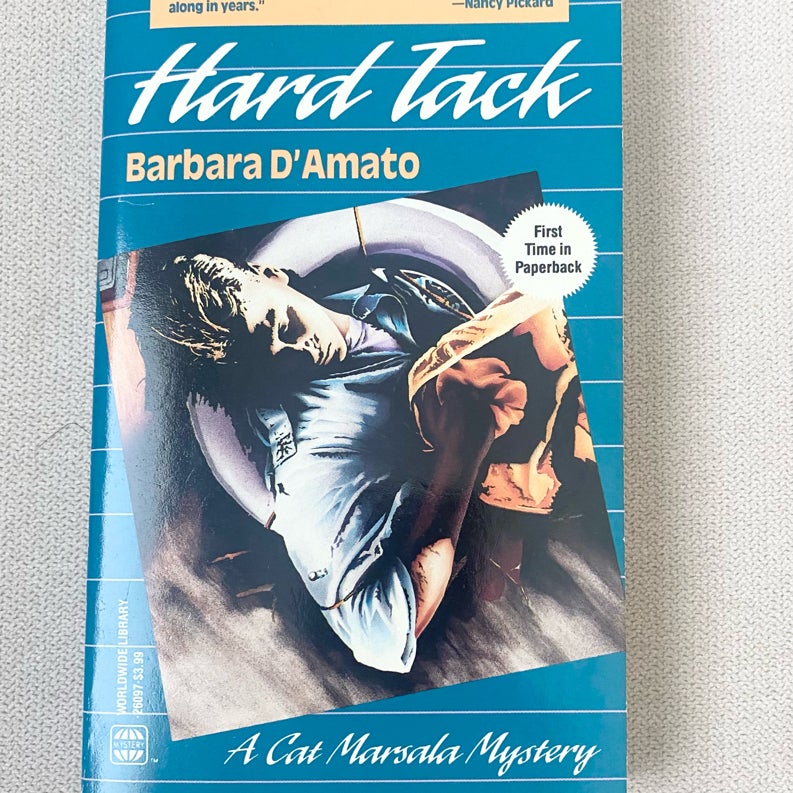 along in years."
—Nancy Pickard
Hard Tack
Barbara D'Amato
First
Time in
Paperback
WORLDWIDE LIBRARY
26097·$3.99
MYSTERY
™
A Cat Marsala Mystery